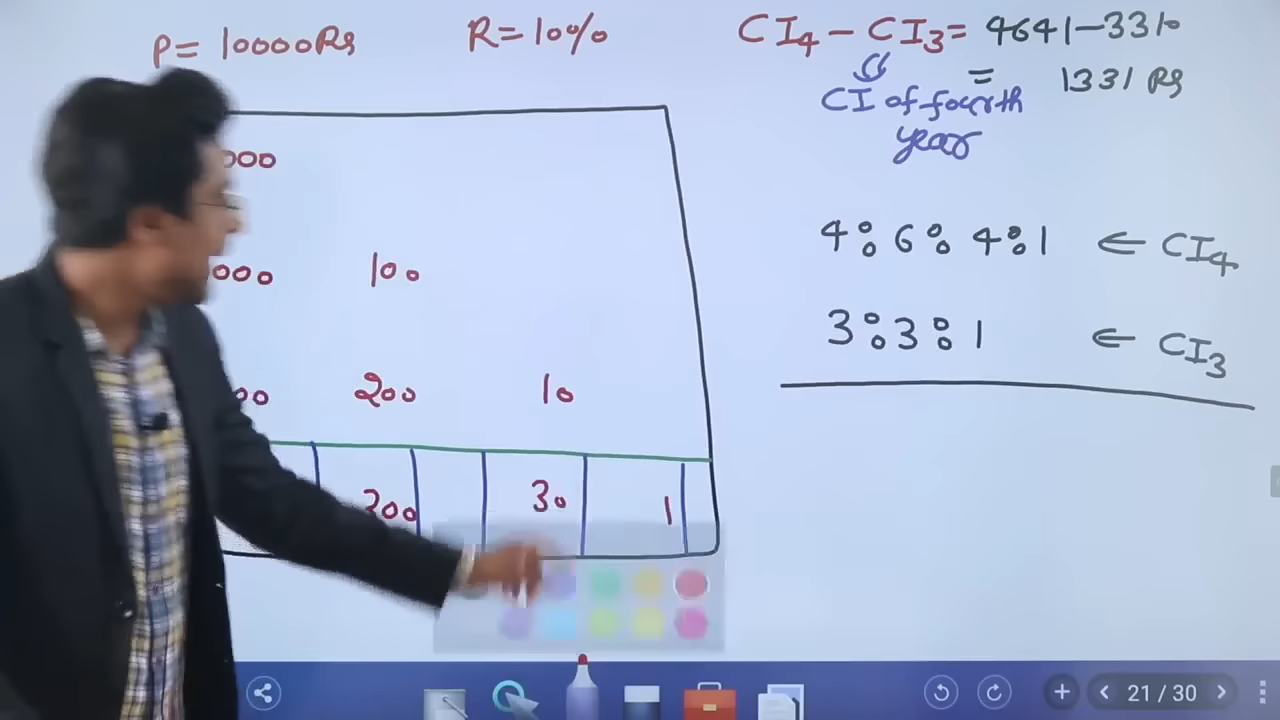 P= 10000Rs
R=10%
CI4 - CI3= 4641-3310
= 1331 Rs
CI of fourth
year
000
000 100
00 200 10
300 30 1
4:6:4:1 ⇐ CI4
3:3:1 ⇐ CI3
21 / 30